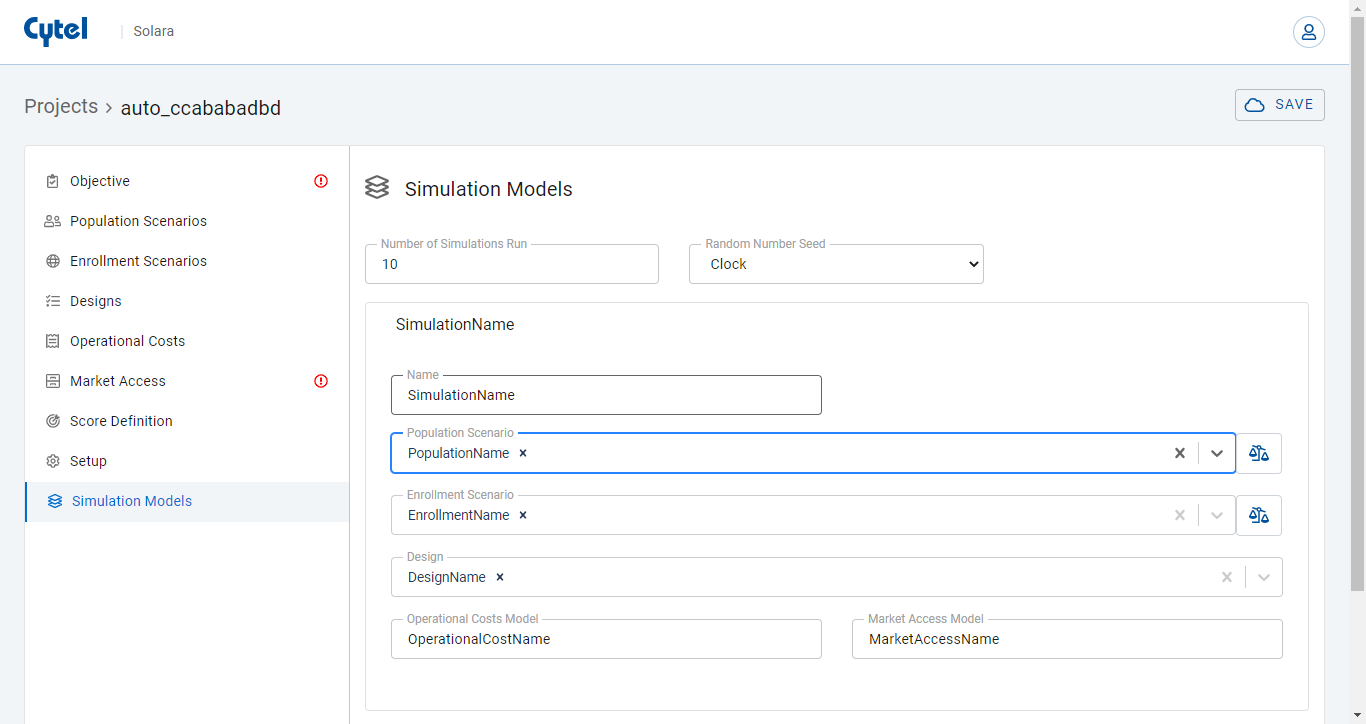 Cytel
Solara
Projects > auto_ccababadbd
SAVE
Objective
Population Scenarios
Enrollment Scenarios
Designs
Operational Costs
Market Access
Score Definition
Setup
Simulation Models
Simulation Models
Number of Simulations Run
10
Random Number Seed
Clock
SimulationName
Name
SimulationName
Population Scenario
PopulationName ×
Enrollment Scenario
EnrollmentName ×
Design
DesignName ×
Operational Costs Model
OperationalCostName
Market Access Model
MarketAccessName